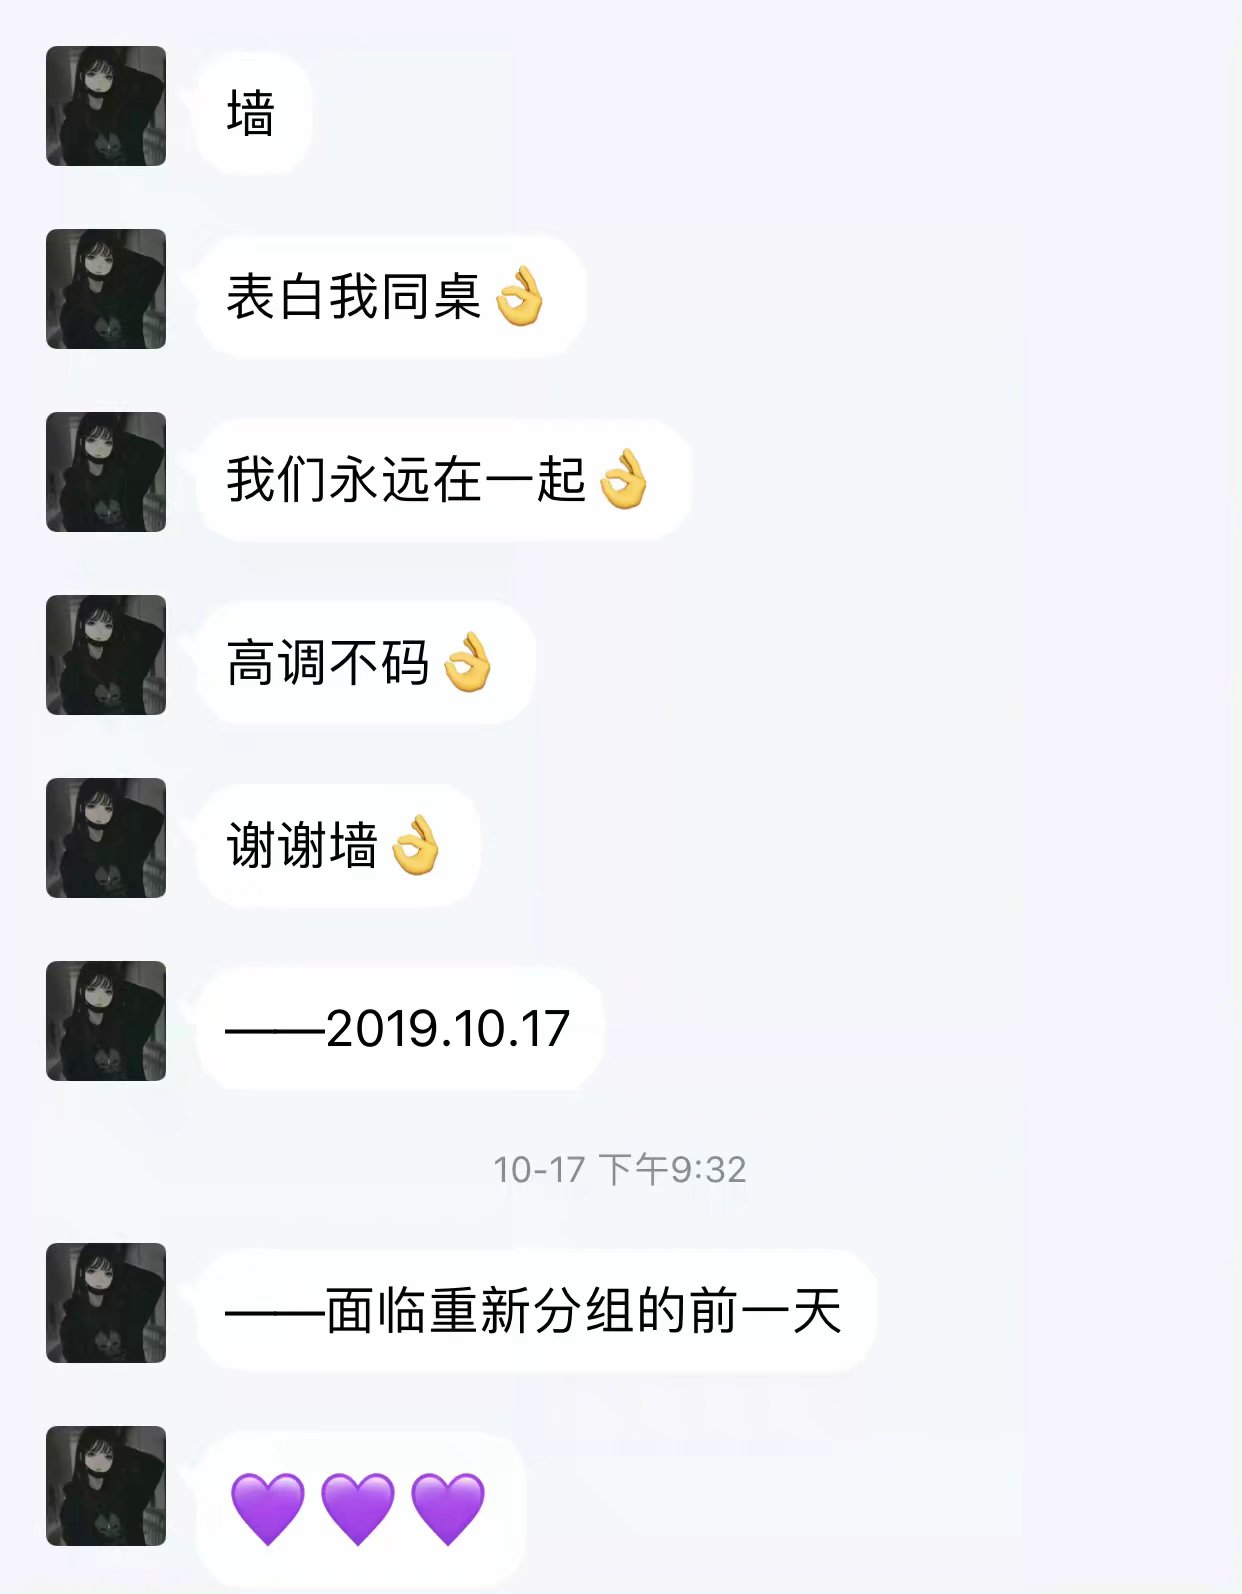 墙
表白我同桌👌
我们永远在一起👌
高调不码👌
谢谢墙👌
——2019.10.17
10-17 下午9:32
——面临重新分组的前一天
💜💜💜